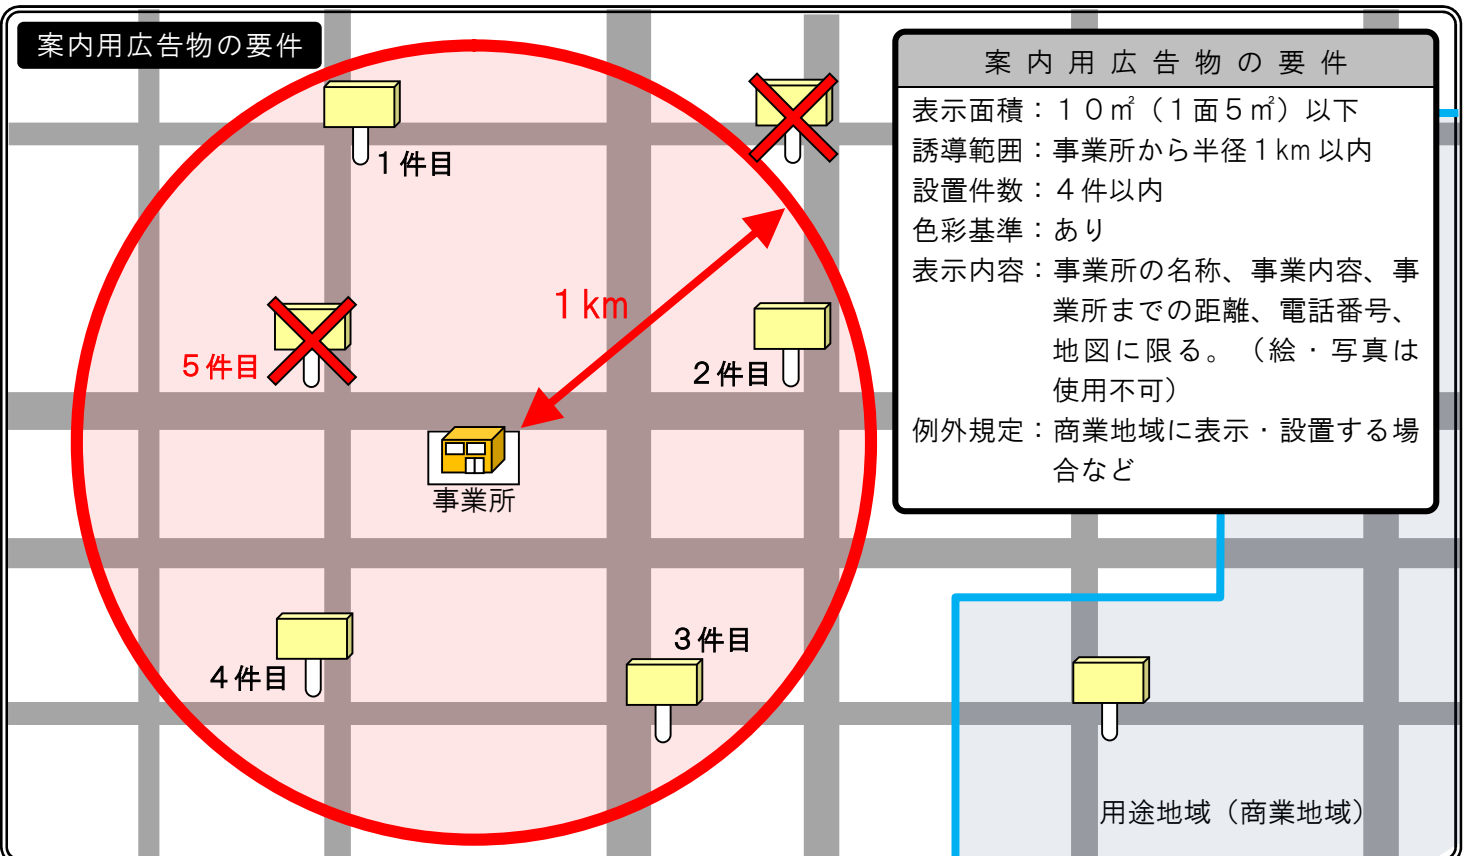 案内用広告物の要件
案内用広告物の要件
表示面積：１０㎡（１面５㎡）以下
誘導範囲：事業所から半径１km 以内
設置件数：４件以内
色彩基準：あり
表示内容：事業所の名称、事業内容、事
業所までの距離、電話番号、
地図に限る。（絵・写真は
使用不可）
例外規定：商業地域に表示・設置する場
合など
１件目
１km
５件目
２件目
事業所
３件目
４件目
用途地域（商業地域）